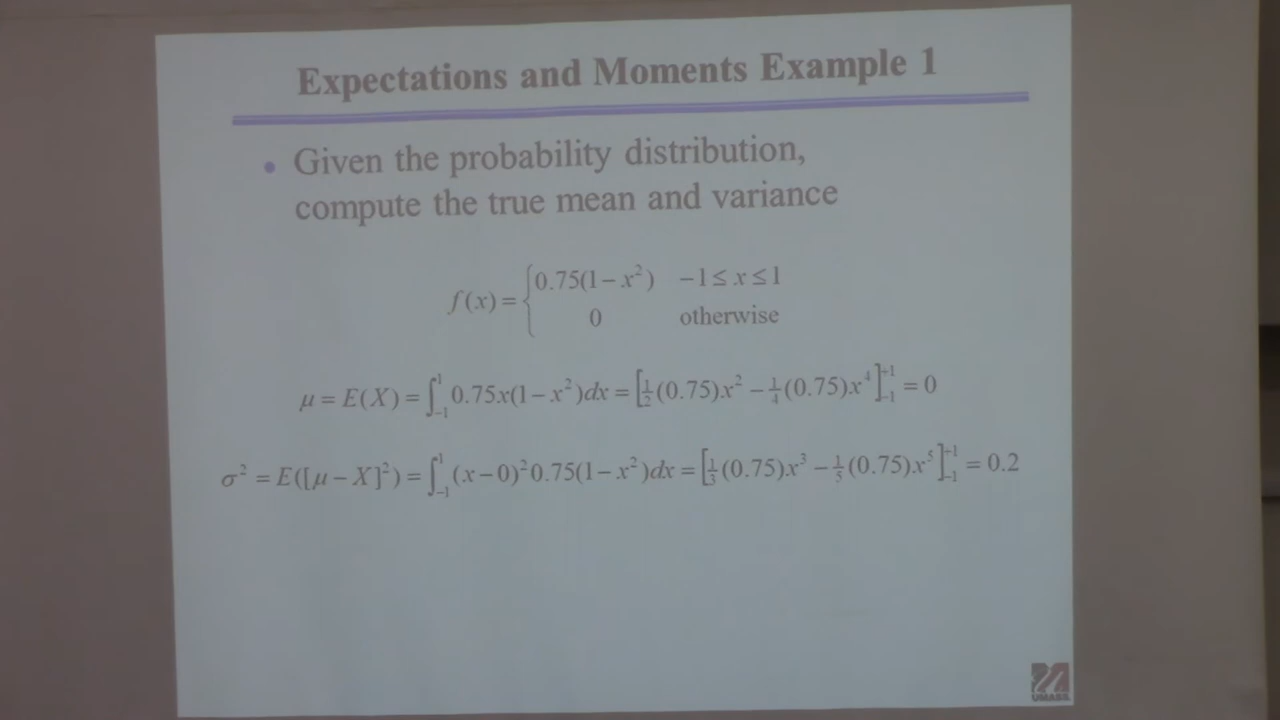 Expectations and Moments Example 1
• Given the probability distribution,
compute the true mean and variance
f(x) = { 0.75(1 − x²) −1 ≤ x ≤ 1
0 otherwise
μ = E(X) = ∫₋₁¹ 0.75x(1 − x²)dx = [½(0.75)x² − ¼(0.75)x⁴]₋₁⁺¹ = 0
σ² = E([μ − X]²) = ∫₋₁¹ (x − 0)²0.75(1 − x²)dx = [⅓(0.75)x³ − ⅕(0.75)x⁵]₋₁⁺¹ = 0.2
UMASS